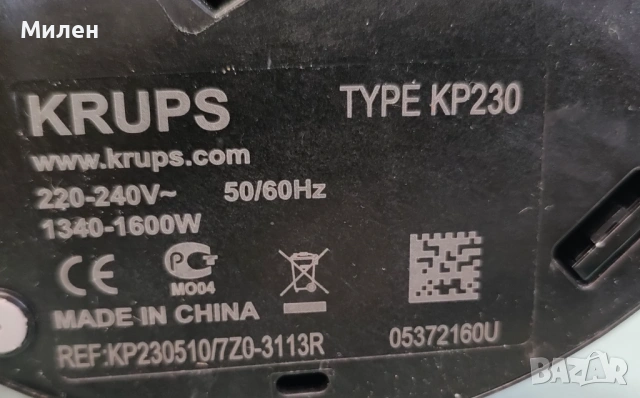 Милен
KRUPS TYPE KP230
www.krups.com
220-240V~ 50/60Hz
1340-1600W
CE PCT
MO04
MADE IN CHINA
REF:KP230510/7Z0-3113R 05372160U
bazar